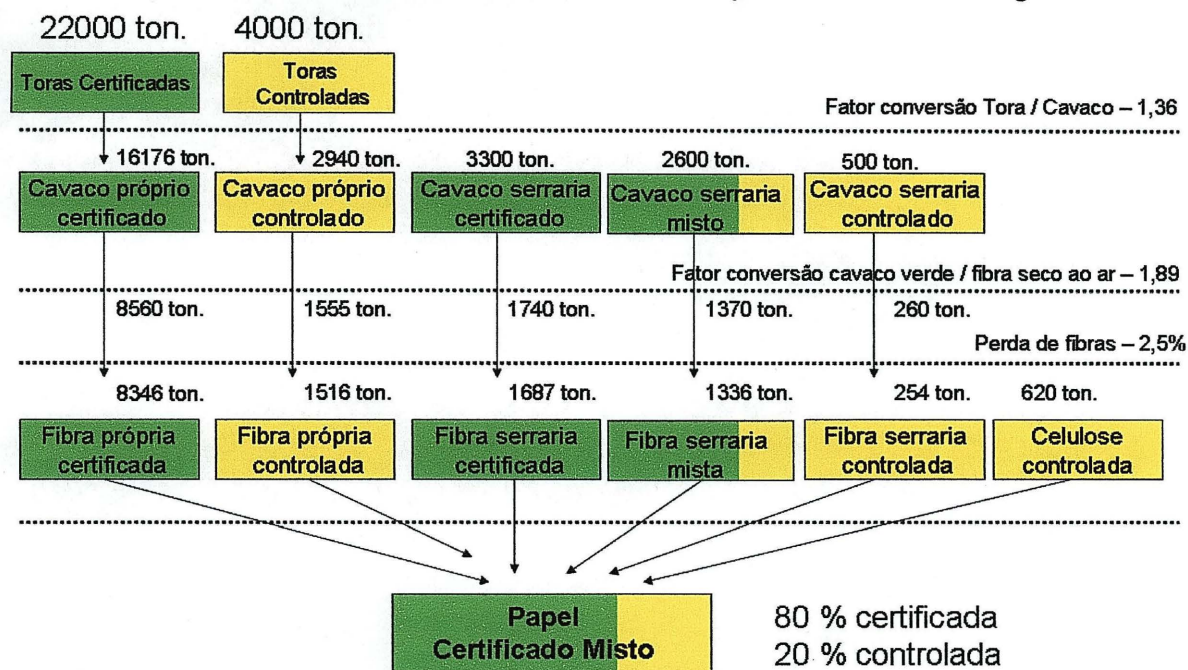 22000 ton. 4000 ton.
Toras Certificadas
Toras
Controladas
Fator conversão Tora / Cavaco – 1,36
16176 ton. 2940 ton. 3300 ton. 2600 ton. 500 ton.
Cavaco próprio
certificado
Cavaco próprio
controlado
Cavaco serraria
certificado
Cavaco serraria
misto
Cavaco serraria
controlado
Fator conversão cavaco verde / fibra seco ao ar – 1,89
8560 ton. 1555 ton. 1740 ton. 1370 ton. 260 ton.
Perda de fibras – 2,5%
8346 ton. 1516 ton. 1687 ton. 1336 ton. 254 ton. 620 ton.
Fibra própria
certificada
Fibra própria
controlada
Fibra serraria
certificada
Fibra serraria
mista
Fibra serraria
controlada
Celulose
controlada
Papel
Certificado Misto
80 % certificada
20 % controlada